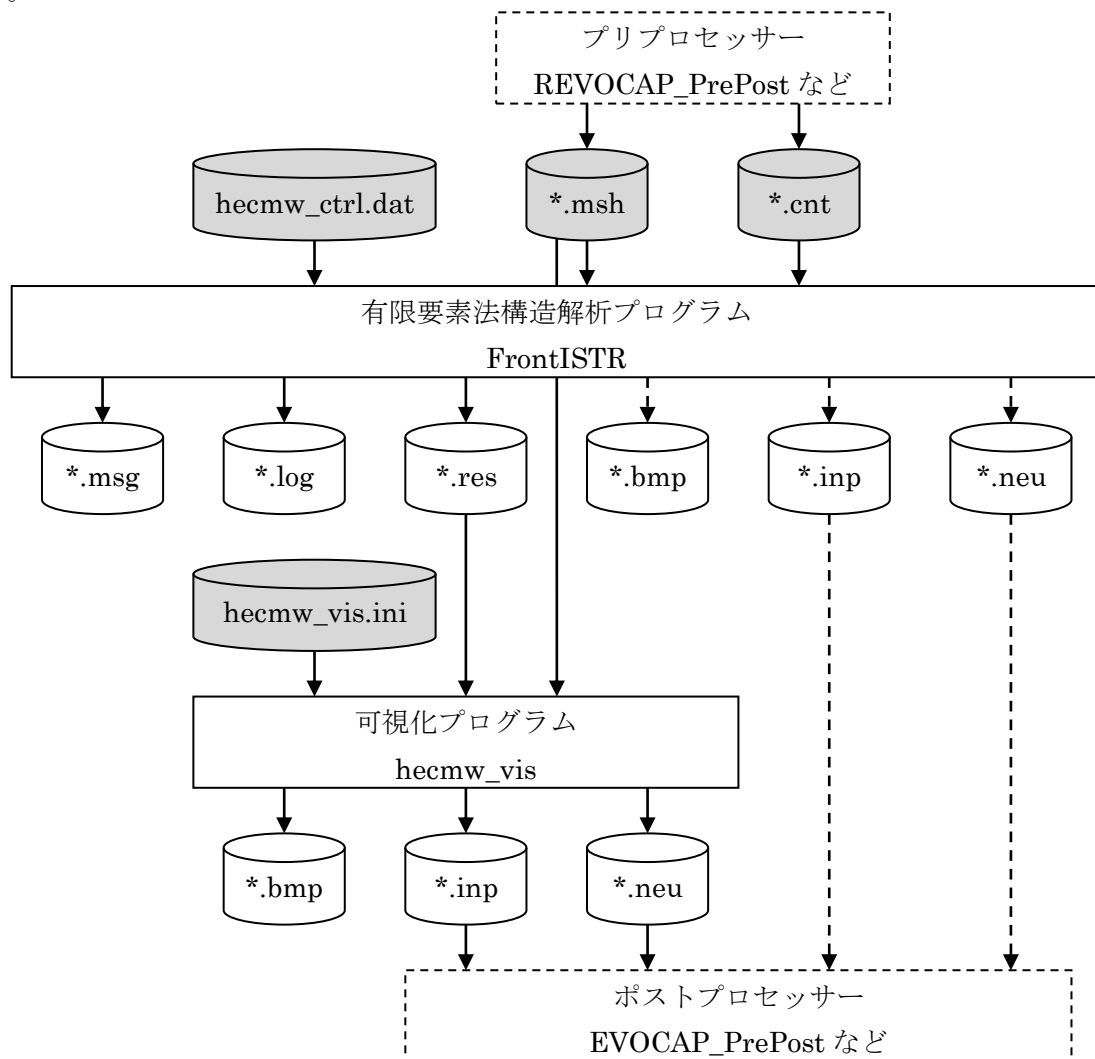 。
プリプロセッサー
REVOCAP_PrePost など
hecmw_ctrl.dat
*.msh
*.cnt
有限要素法構造解析プログラム
FrontISTR
*.msg
*.log
*.res
*.bmp
*.inp
*.neu
hecmw_vis.ini
可視化プログラム
hecmw_vis
*.bmp
*.inp
*.neu
ポストプロセッサー
EVOCAP_PrePost など